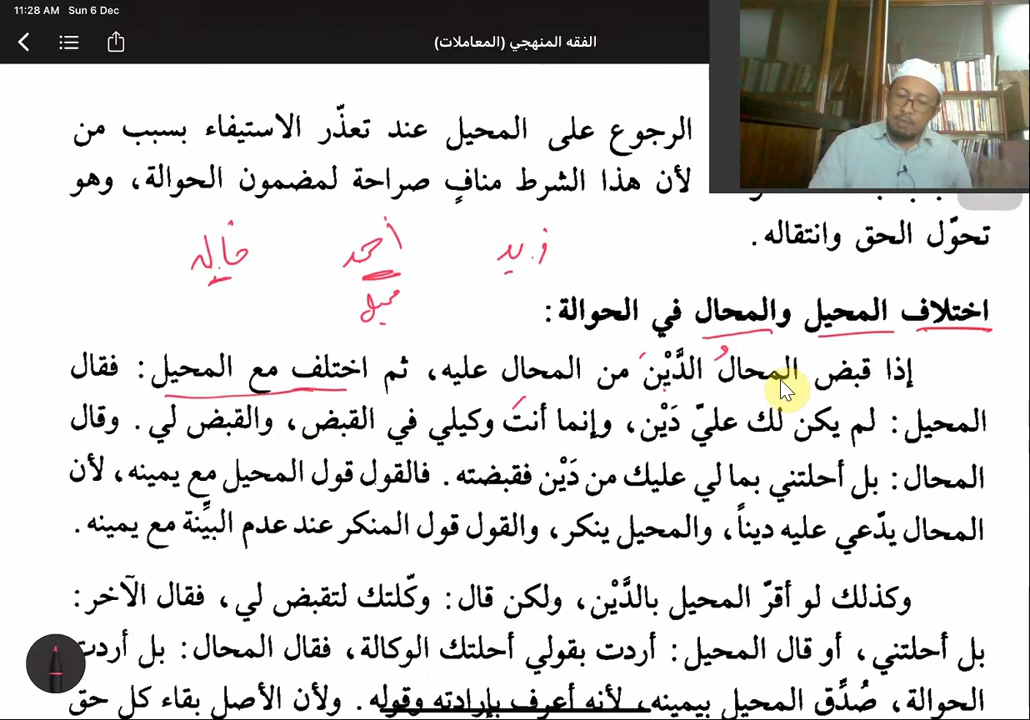 11:28 AM Sun 6 Dec
الفقه المنهجي (المعاملات)
الرجوع على المحيل عند تعذّر الاستيفاء بسبب من
لأن هذا الشرط منافٍ صراحة لمضمون الحوالة، وهو
تحوّل الحق وانتقاله.
زيد أحمد خالد
محيل
اختلاف المحيل والمحال في الحوالة:
إذا قبض المحالُ الدَّيْنَ من المحال عليه، ثم اختلف مع المحيل: فقال
المحيل: لم يكن لك عليّ دَيْن، وإنما أنتَ وكيلي في القبض، والقبض لي. وقال
المحال: بل أحلتني بما لي عليك من دَيْن فقبضته. فالقول قول المحيل مع يمينه، لأن
المحال يدّعي عليه ديناً، والمحيل ينكر، والقول قول المنكر عند عدم البيِّنة مع يمينه.
وكذلك لو أقرّ المحيل بالدَّيْن، ولكن قال: وكّلتك لتقبض لي، فقال الآخر:
بل أحلتني، أو قال المحيل: أردت بقولي أحلتك الوكالة، فقال المحال: بل أردت
الحوالة، صُدِّق المحيل بيمينه، لأنه أعرف بإرادته وقوله. ولأن الأصل بقاء كل حق